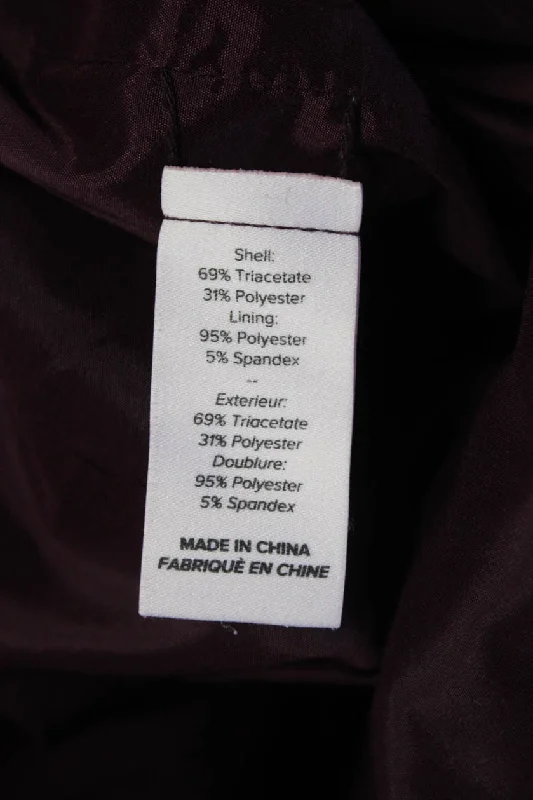 Shell:
69% Triacetate
31% Polyester
Lining:
95% Polyester
5% Spandex
--
Exterieur:
69% Triacetate
31% Polyester
Doublure:
95% Polyester
5% Spandex
MADE IN CHINA
FABRIQUÈ EN CHINE